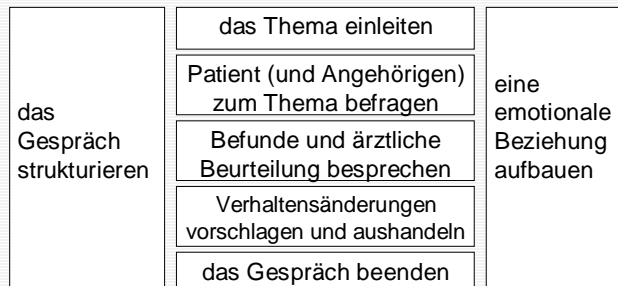 das
Gespräch
strukturieren
das Thema einleiten
Patient (und Angehörigen)
zum Thema befragen
Befunde und ärztliche
Beurteilung besprechen
Verhaltensänderungen
vorschlagen und aushandeln
das Gespräch beenden
eine
emotionale
Beziehung
aufbauen